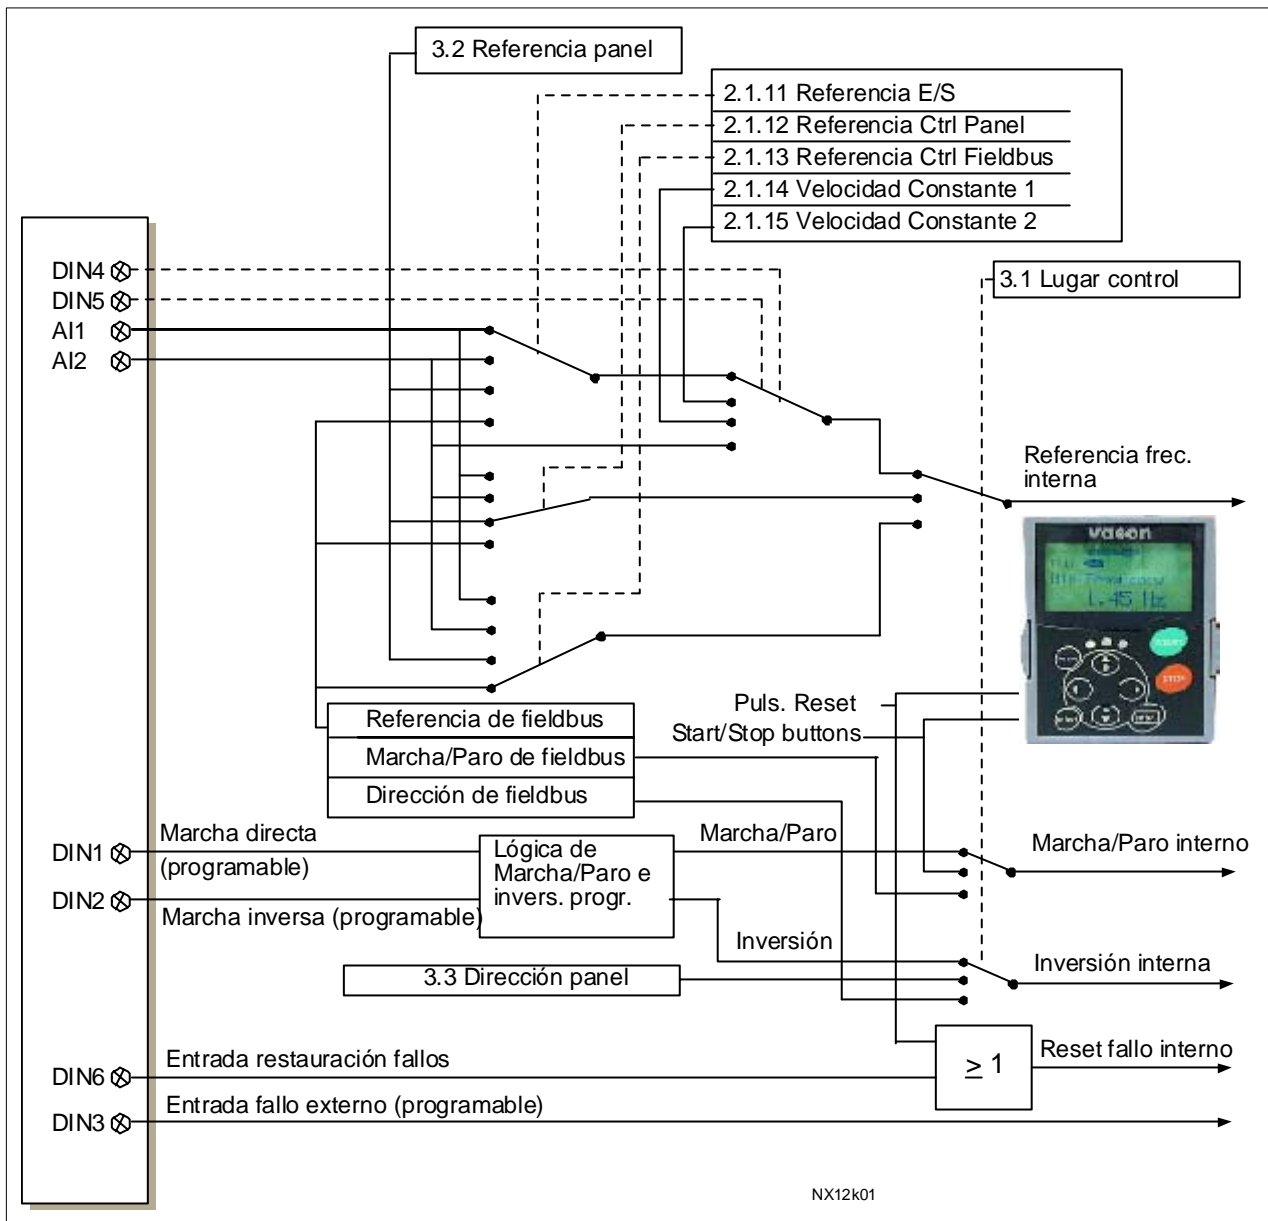 3.2 Referencia panel
2.1.11 Referencia E/S
2.1.12 Referencia Ctrl Panel
2.1.13 Referencia Ctrl Fieldbus
2.1.14 Velocidad Constante 1
2.1.15 Velocidad Constante 2
3.1 Lugar control
DIN4
DIN5
AI1
AI2
Referencia frec.
interna
vacon
1.45 Hz
Puls. Reset
Start/Stop buttons
Referencia de fieldbus
Marcha/Paro de fieldbus
Dirección de fieldbus
DIN1
Marcha directa
(programable)
DIN2
Marcha inversa (programable)
Lógica de
Marcha/Paro e
invers. progr.
Marcha/Paro
Marcha/Paro interno
Inversión
Inversión interna
3.3 Dirección panel
DIN6
Entrada restauración fallos
≥ 1
Reset fallo interno
DIN3
Entrada fallo externo (programable)
NX12k01